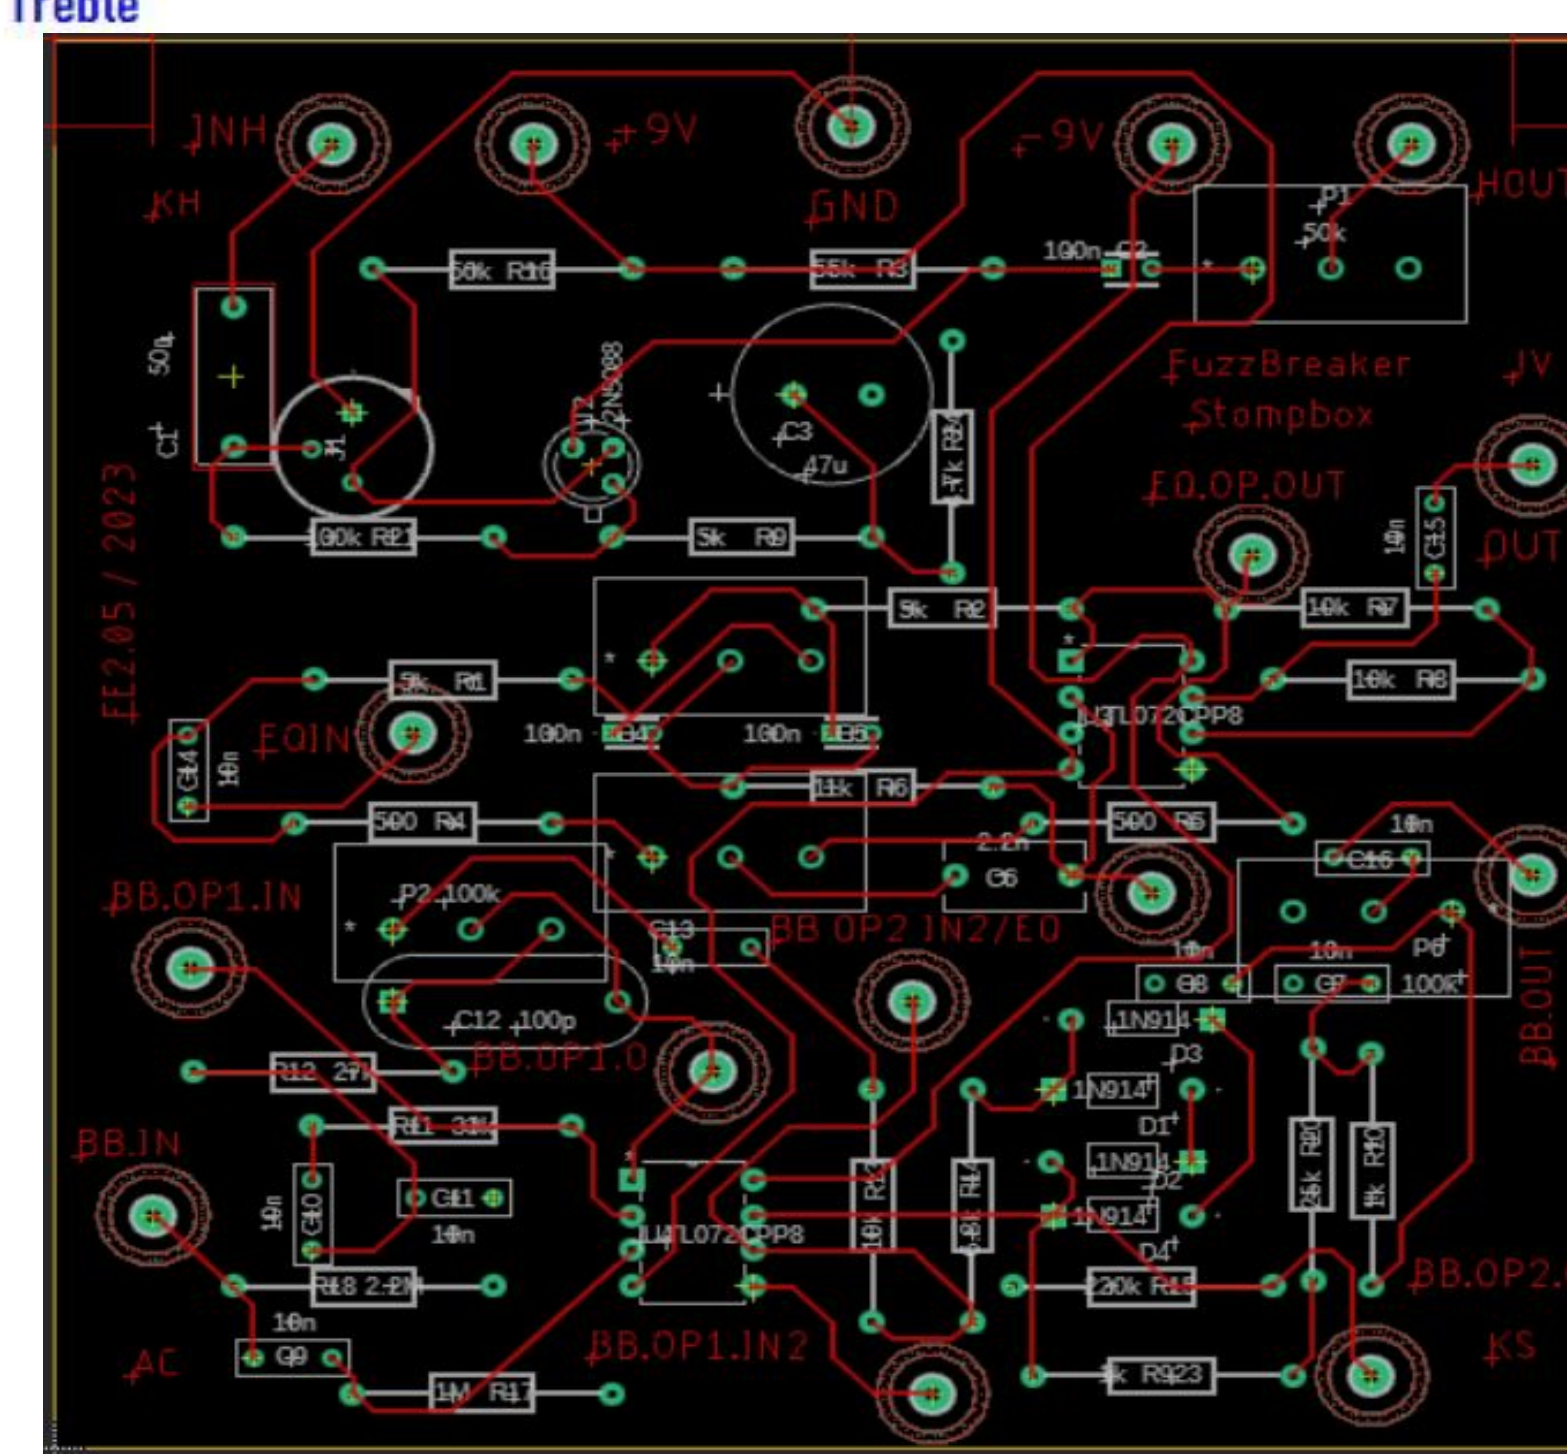 Treble
INH
+9V
-9V
KH
GND
P1
50k
HOUT
50k R16
55k R3
100n C2
50n
J2
2N5088
FuzzBreaker
JV
Stompbox
C1
J1
C3
47u
EQ.OP.OUT
10n
C15
OUT
100k R21
5k R9
EE2.05 / 2023
5k R2
10k R7
5k R1
10k R8
EQIN
100n
100n
TL072CPP8
C14
10n
11k R6
500 R4
500 R5
10n
2.2n
C16
C6
BB.OP1.IN
P2 100k
C13
10n
BB OP2 IN2/EQ
10n
10n
P6
100k
C8
BB.OUT
C12 100p
1N914
BB.OP1.O
D3
R12 27k
1N914
D1
R11 33k
BB.IN
1N914
D2
R13
10k
R14
6.8k
R10
1k
C10
10n
C11
10n
TL072CPP8
1N914
D4
R18 2.2M
220k R15
BB.OP2.
10n
C9
BB.OP1.IN2
AC
KS
1M R17